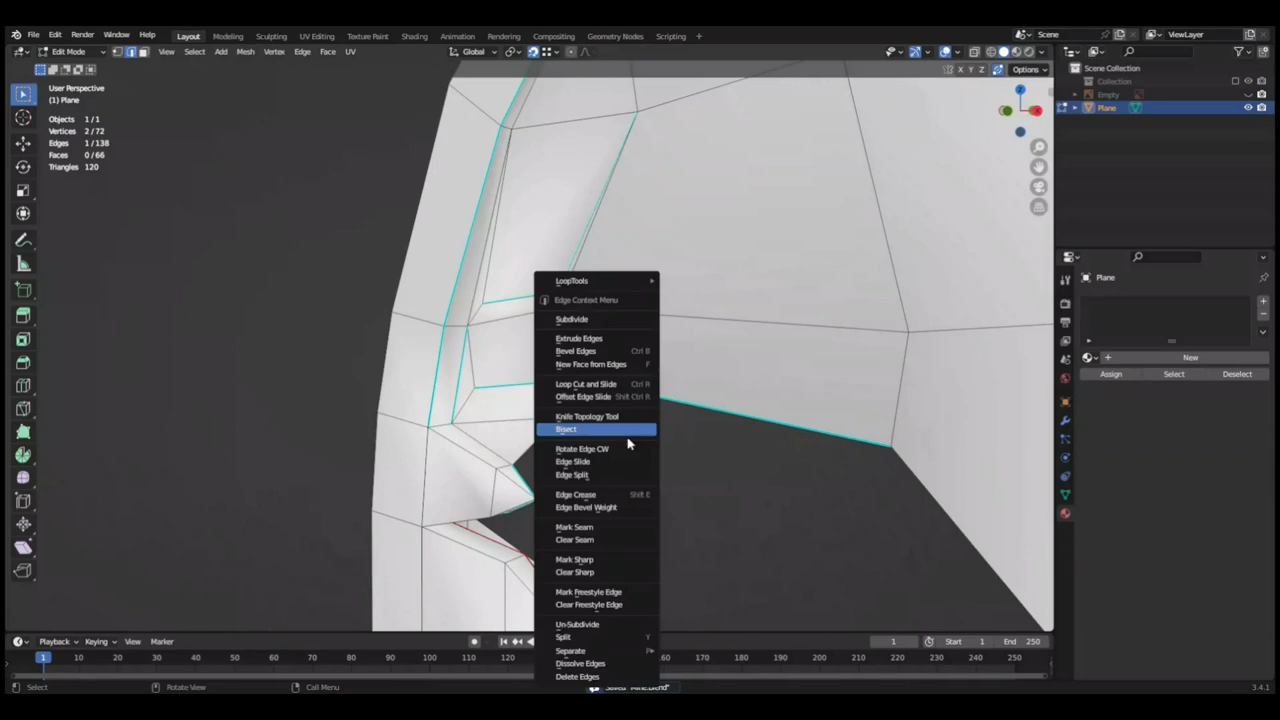 File Edit Render Window Help Layout Modeling Sculpting UV Editing Texture Paint Shading Animation Rendering Compositing Geometry Nodes Scripting Scene ViewLayer
Edit Mode View Select Add Mesh Vertex Edge Face UV Global
X Y Z Options
User Perspective
(1) Plane
Objects 1/1
Vertices 2/72
Edges 1/138
Faces 0/66
Triangles 120
Z
Scene Collection
Collection
Empty
Plane
LoopTools
Edge Context Menu
Subdivide
Extrude Edges
Bevel Edges Ctrl B
New Face from Edges F
Loop Cut and Slide Ctrl R
Offset Edge Slide Shift Ctrl R
Knife Topology Tool
Bisect
Rotate Edge CW
Edge Slide
Edge Split
Edge Crease Shift E
Edge Bevel Weight
Mark Seam
Clear Seam
Mark Sharp
Clear Sharp
Mark Freestyle Edge
Clear Freestyle Edge
Un-Subdivide
Split Y
Separate P
Dissolve Edges
Delete Edges
Plane
New
Assign Select Deselect
Playback Keying View Marker 1 Start 1 End 250
1 10 20 30 40 50 60 70 80 90 100 110 120 170 180 190 200 210 220 230 240 250
Select Rotate View Call Menu Saved "Mine.blend" 3.4.1